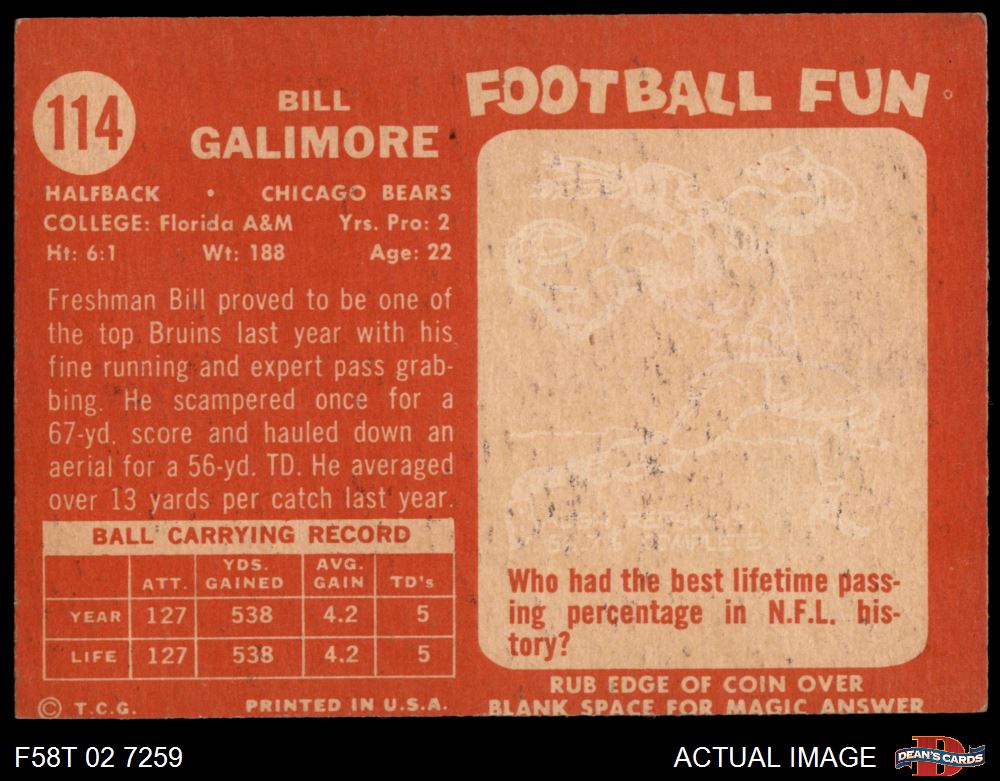 114
BILL
GALIMORE
HALFBACK • CHICAGO BEARS
COLLEGE: Florida A&M Yrs. Pro: 2
Ht: 6:1 Wt: 188 Age: 22
Freshman Bill proved to be one of
the top Bruins last year with his
fine running and expert pass grab-
bing. He scampered once for a
67-yd. score and hauled down an
aerial for a 56-yd. TD. He averaged
over 13 yards per catch last year.
BALL CARRYING RECORD
ATT. YDS. GAINED AVG. GAIN TD's
YEAR 127 538 4.2 5
LIFE 127 538 4.2 5
© T.C.G. PRINTED IN U.S.A.
FOOTBALL FUN
COMPLETE
Who had the best lifetime pass-
ing percentage in N.F.L. his-
tory?
RUB EDGE OF COIN OVER
BLANK SPACE FOR MAGIC ANSWER
F58T 02 7259
ACTUAL IMAGE
D
DEAN'S CARDS